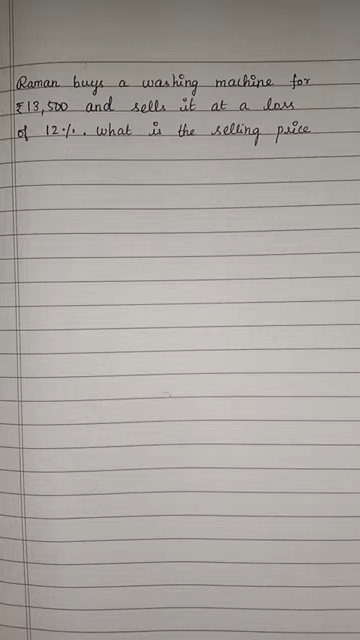 Raman buys a washing machine for
₹13,500 and sells it at a loss
of 12%. what is the selling price